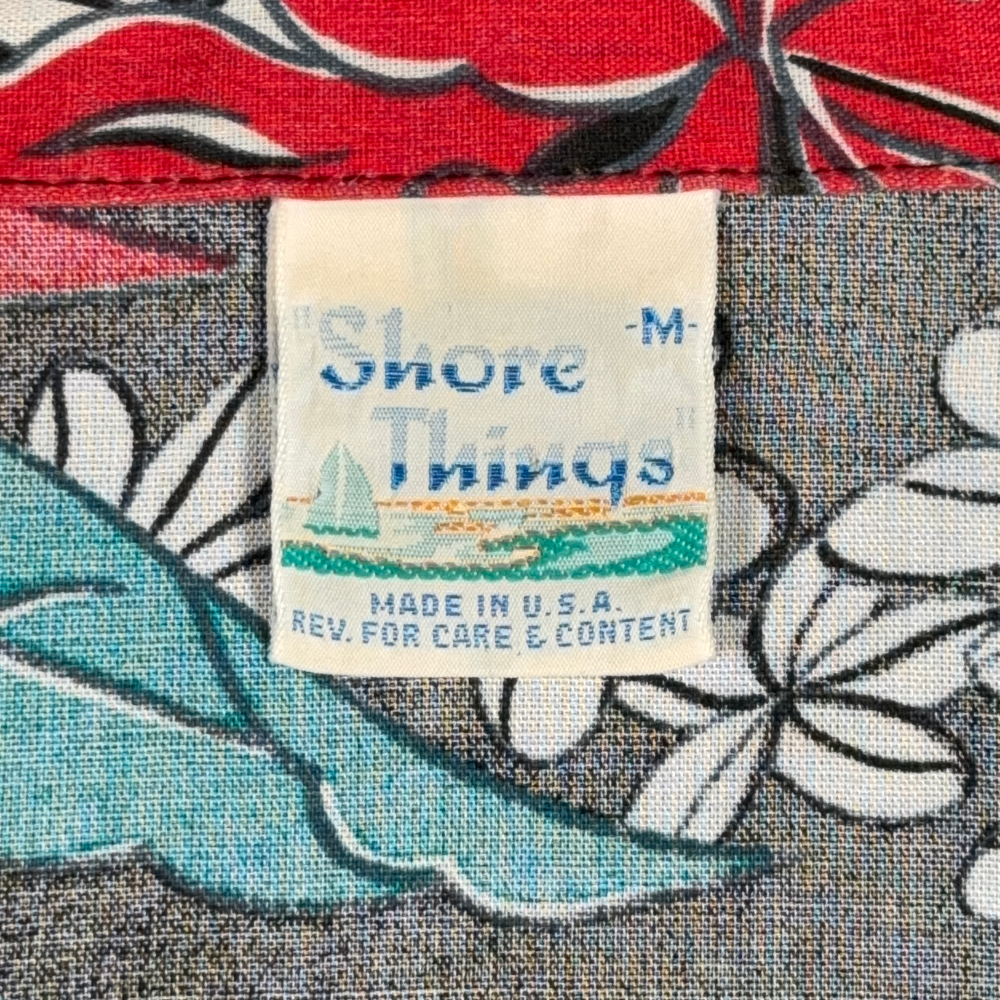 "Shore
-M-
Things"
MADE IN U.S.A.
REV. FOR CARE & CONTENT